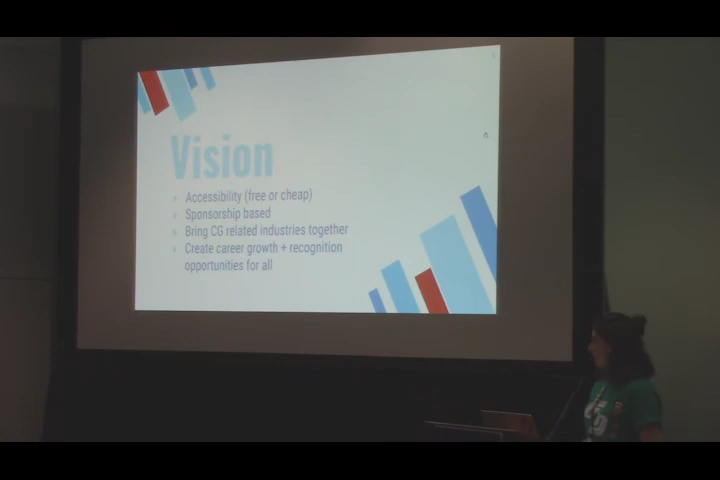 Vision
Accessibility (free or cheap)
Sponsorship based
Bring CG related industries together
Create career growth + recognition
opportunities for all